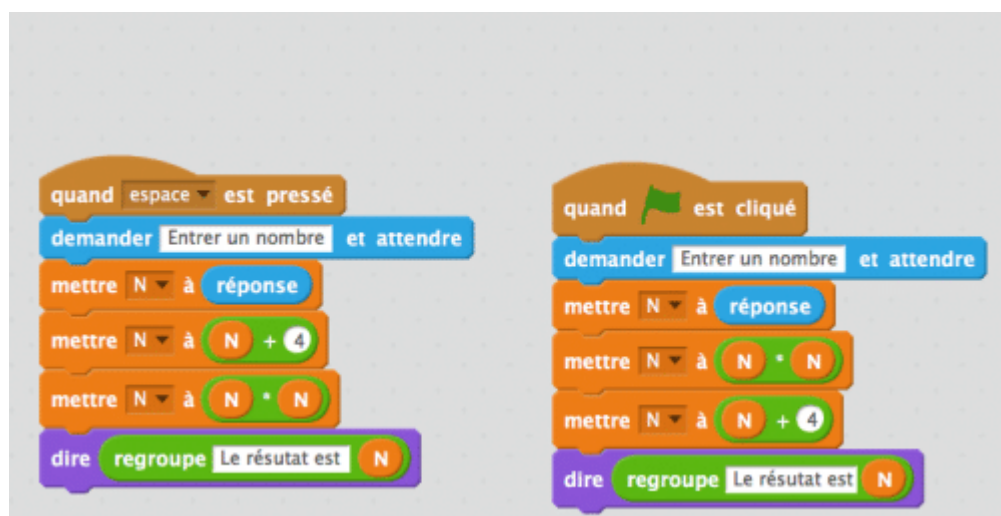 quand espace est pressé
demander Entrer un nombre et attendre
mettre N à réponse
mettre N à N + 4
mettre N à N * N
dire regroupe Le résutat est N
quand est cliqué
demander Entrer un nombre et attendre
mettre N à réponse
mettre N à N * N
mettre N à N + 4
dire regroupe Le résutat est N